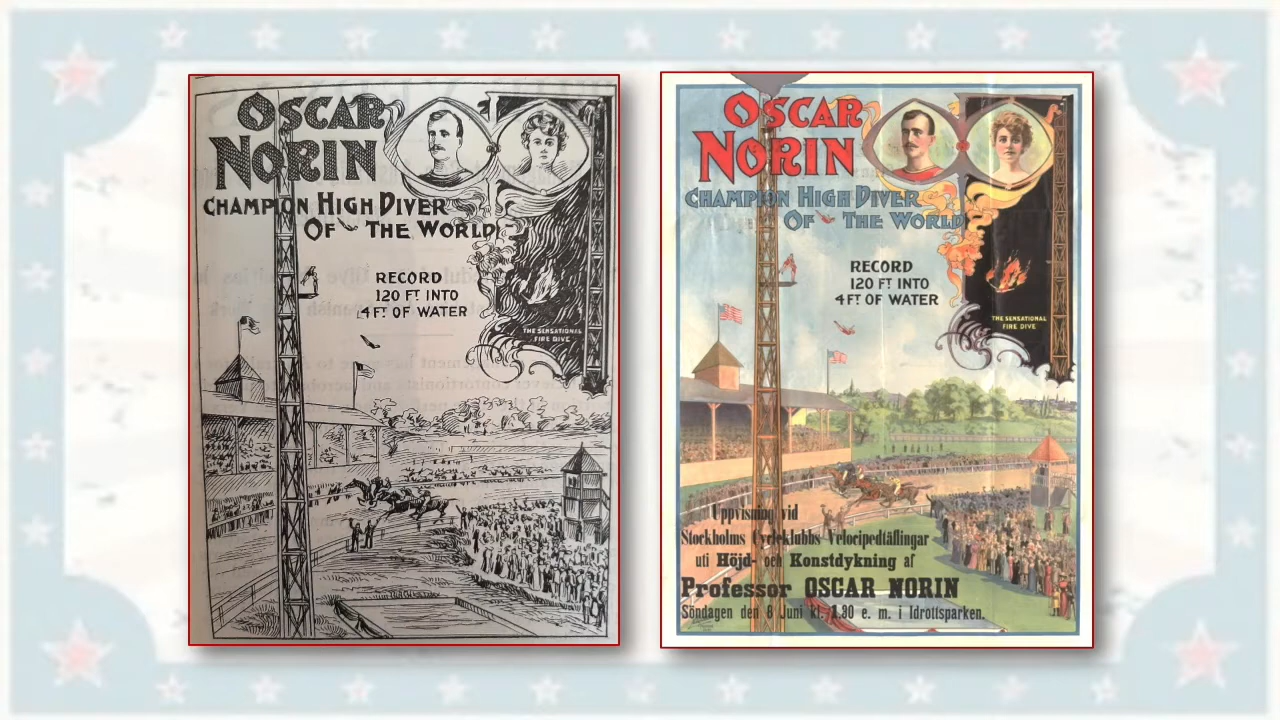 OSCAR
NORIN
CHAMPION HIGH DIVER
OF THE WORLD
RECORD
120 FT INTO
4 FT OF WATER
THE SENSATIONAL
FIRE DIVE
OSCAR
NORIN
CHAMPION HIGH DIVER
OF THE WORLD
RECORD
120 FT INTO
4 FT OF WATER
THE SENSATIONAL
FIRE DIVE
Uppvisning vid
Stockholms Cycleklubbs Velocipedtäflingar
uti Höjd- och Konstdykning af
Professor OSCAR NORIN
Söndagen den 8 Juni kl. 1.30 e. m. i Idrottsparken.